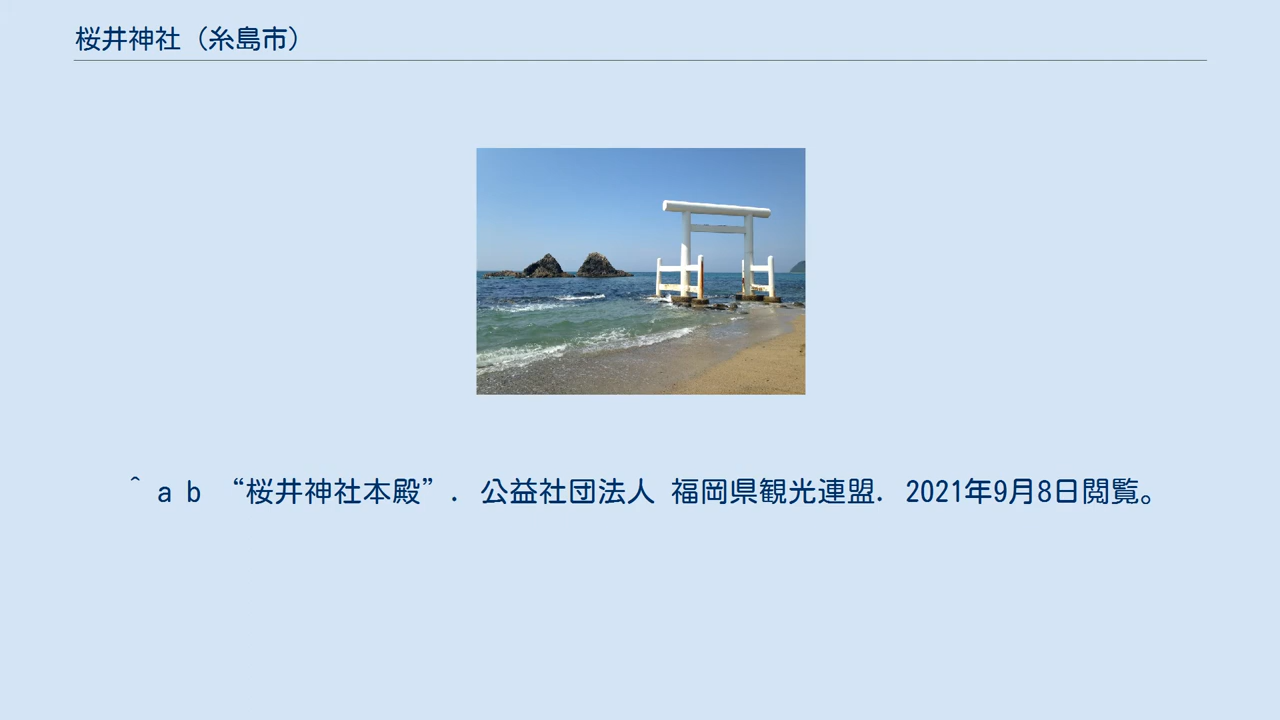 桜井神社（糸島市）
^ a b “桜井神社本殿”. 公益社団法人 福岡県観光連盟. 2021年9月8日閲覧。